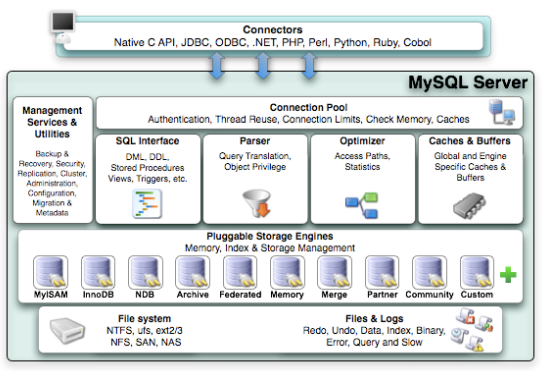 Connectors
Native C API, JDBC, ODBC, .NET, PHP, Perl, Python, Ruby, Cobol
MySQL Server
Management
Services &
Utilities
Backup &
Recovery, Security,
Replication, Cluster,
Administration,
Configuration,
Migration &
Metadata
Connection Pool
Authentication, Thread Reuse, Connection Limits, Check Memory, Caches
SQL Interface
DML, DDL,
Stored Procedures
Views, Triggers, etc.
Parser
Query Translation,
Object Privilege
Optimizer
Access Paths,
Statistics
Caches & Buffers
Global and Engine
Specific Caches &
Buffers
Pluggable Storage Engines
Memory, Index & Storage Management
MyISAM
InnoDB
NDB
Archive
Federated
Memory
Merge
Partner
Community
Custom
File system
NTFS, ufs, ext2/3
NFS, SAN, NAS
Files & Logs
Redo, Undo, Data, Index, Binary,
Error, Query and Slow